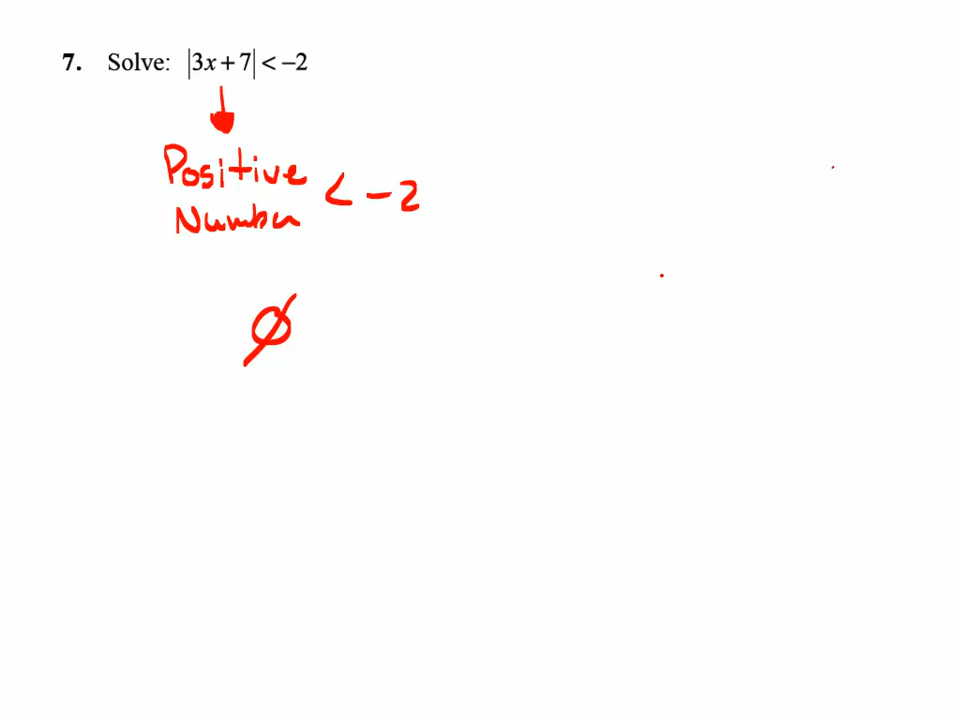 7. Solve: |3x + 7| < −2
Positive
Number < −2
∅